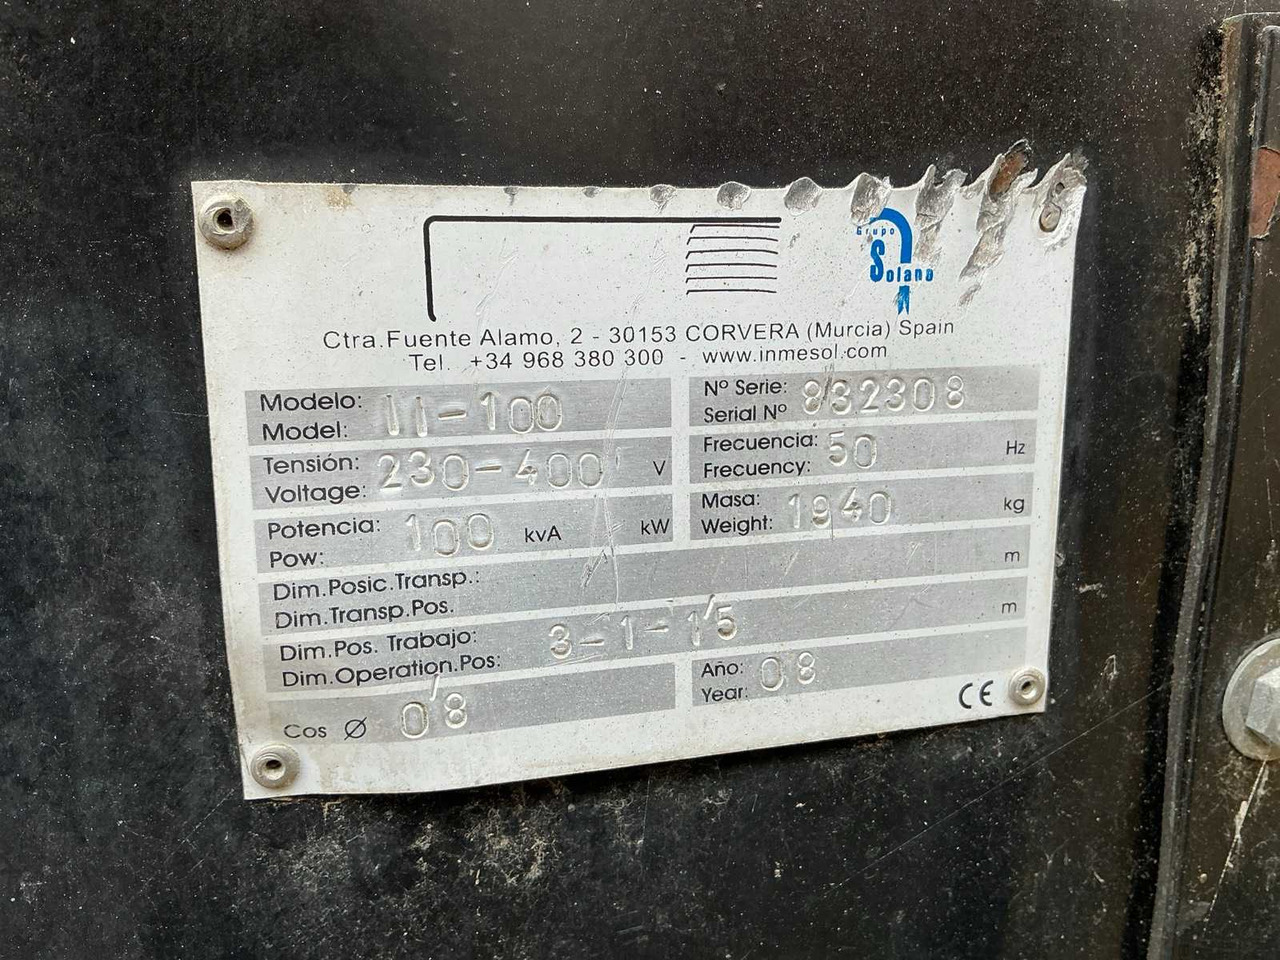 Grupo
Solana
Ctra.Fuente Alamo, 2 - 30153 CORVERA (Murcia) Spain
Tel. +34 968 380 300 - www.inmesol.com
Modelo:
Model: II-100
Nº Serie:
Serial Nº 832308
Tensión:
Voltage: 230-400 V
Frecuencia:
Frecuency: 50 Hz
Potencia:
Pow: 100 kvA kW
Masa:
Weight: 1940 kg
Dim.Posic.Transp.:
Dim.Transp.Pos. m
Dim.Pos. Trabajo:
Dim.Operation.Pos: 3-1-1'5 m
Cos Ø 0'8
Año:
Year: 08
CE